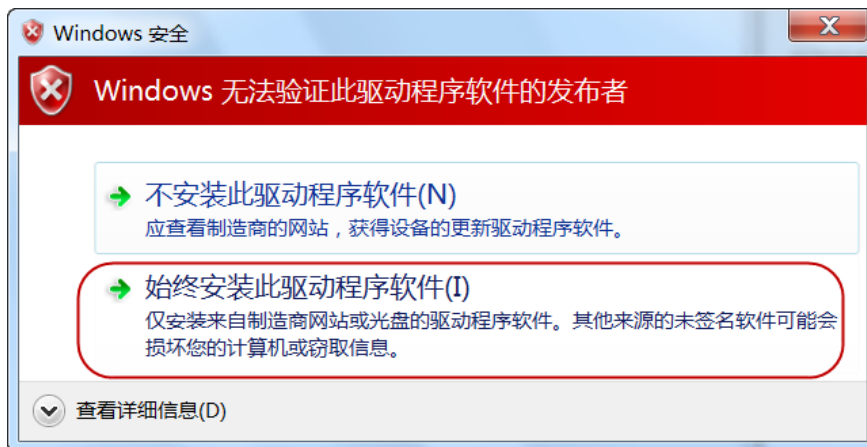 Windows 安全
Windows 无法验证此驱动程序软件的发布者
不安装此驱动程序软件(N)
应查看制造商的网站，获得设备的更新驱动程序软件。
始终安装此驱动程序软件(I)
仅安装来自制造商网站或光盘的驱动程序软件。其他来源的未签名软件可能会
损坏您的计算机或窃取信息。
查看详细信息(D)